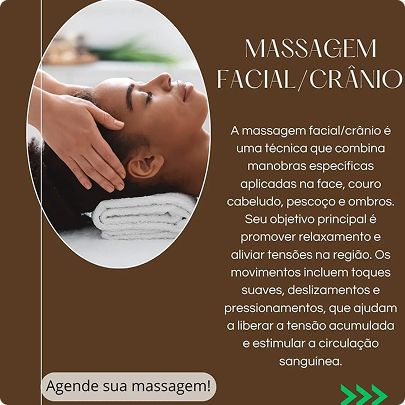 MASSAGEM
FACIAL/CRÂNIO
A massagem facial/crânio é
uma técnica que combina
manobras específicas
aplicadas na face, couro
cabeludo, pescoço e ombros.
Seu objetivo principal é
promover relaxamento e
aliviar tensões na região. Os
movimentos incluem toques
suaves, deslizamentos e
pressionamentos, que ajudam
a liberar a tensão acumulada
e estimular a circulação
sanguínea.
Agende sua massagem!